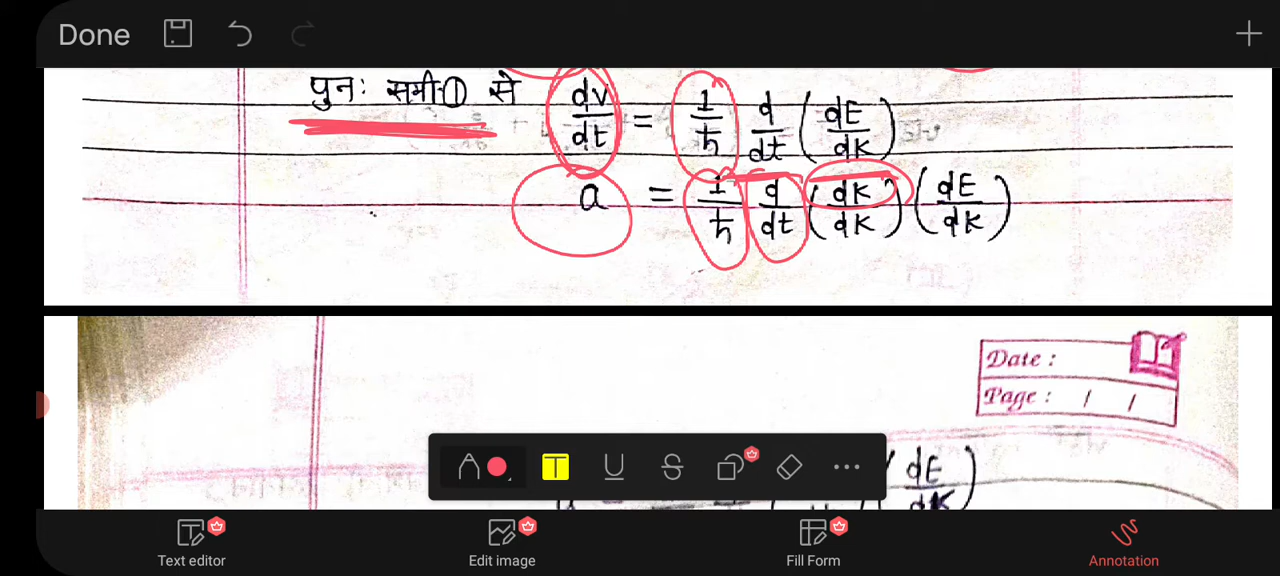 Done
पुनः समी① से dv/dt = 1/ħ d/dt (dE/dk)
a = 1/ħ d/dt (dk/dk) (dE/dk)
Date :
Page : / /
(dE/dk)
T
U
S
Text editor
Edit image
Fill Form
Annotation